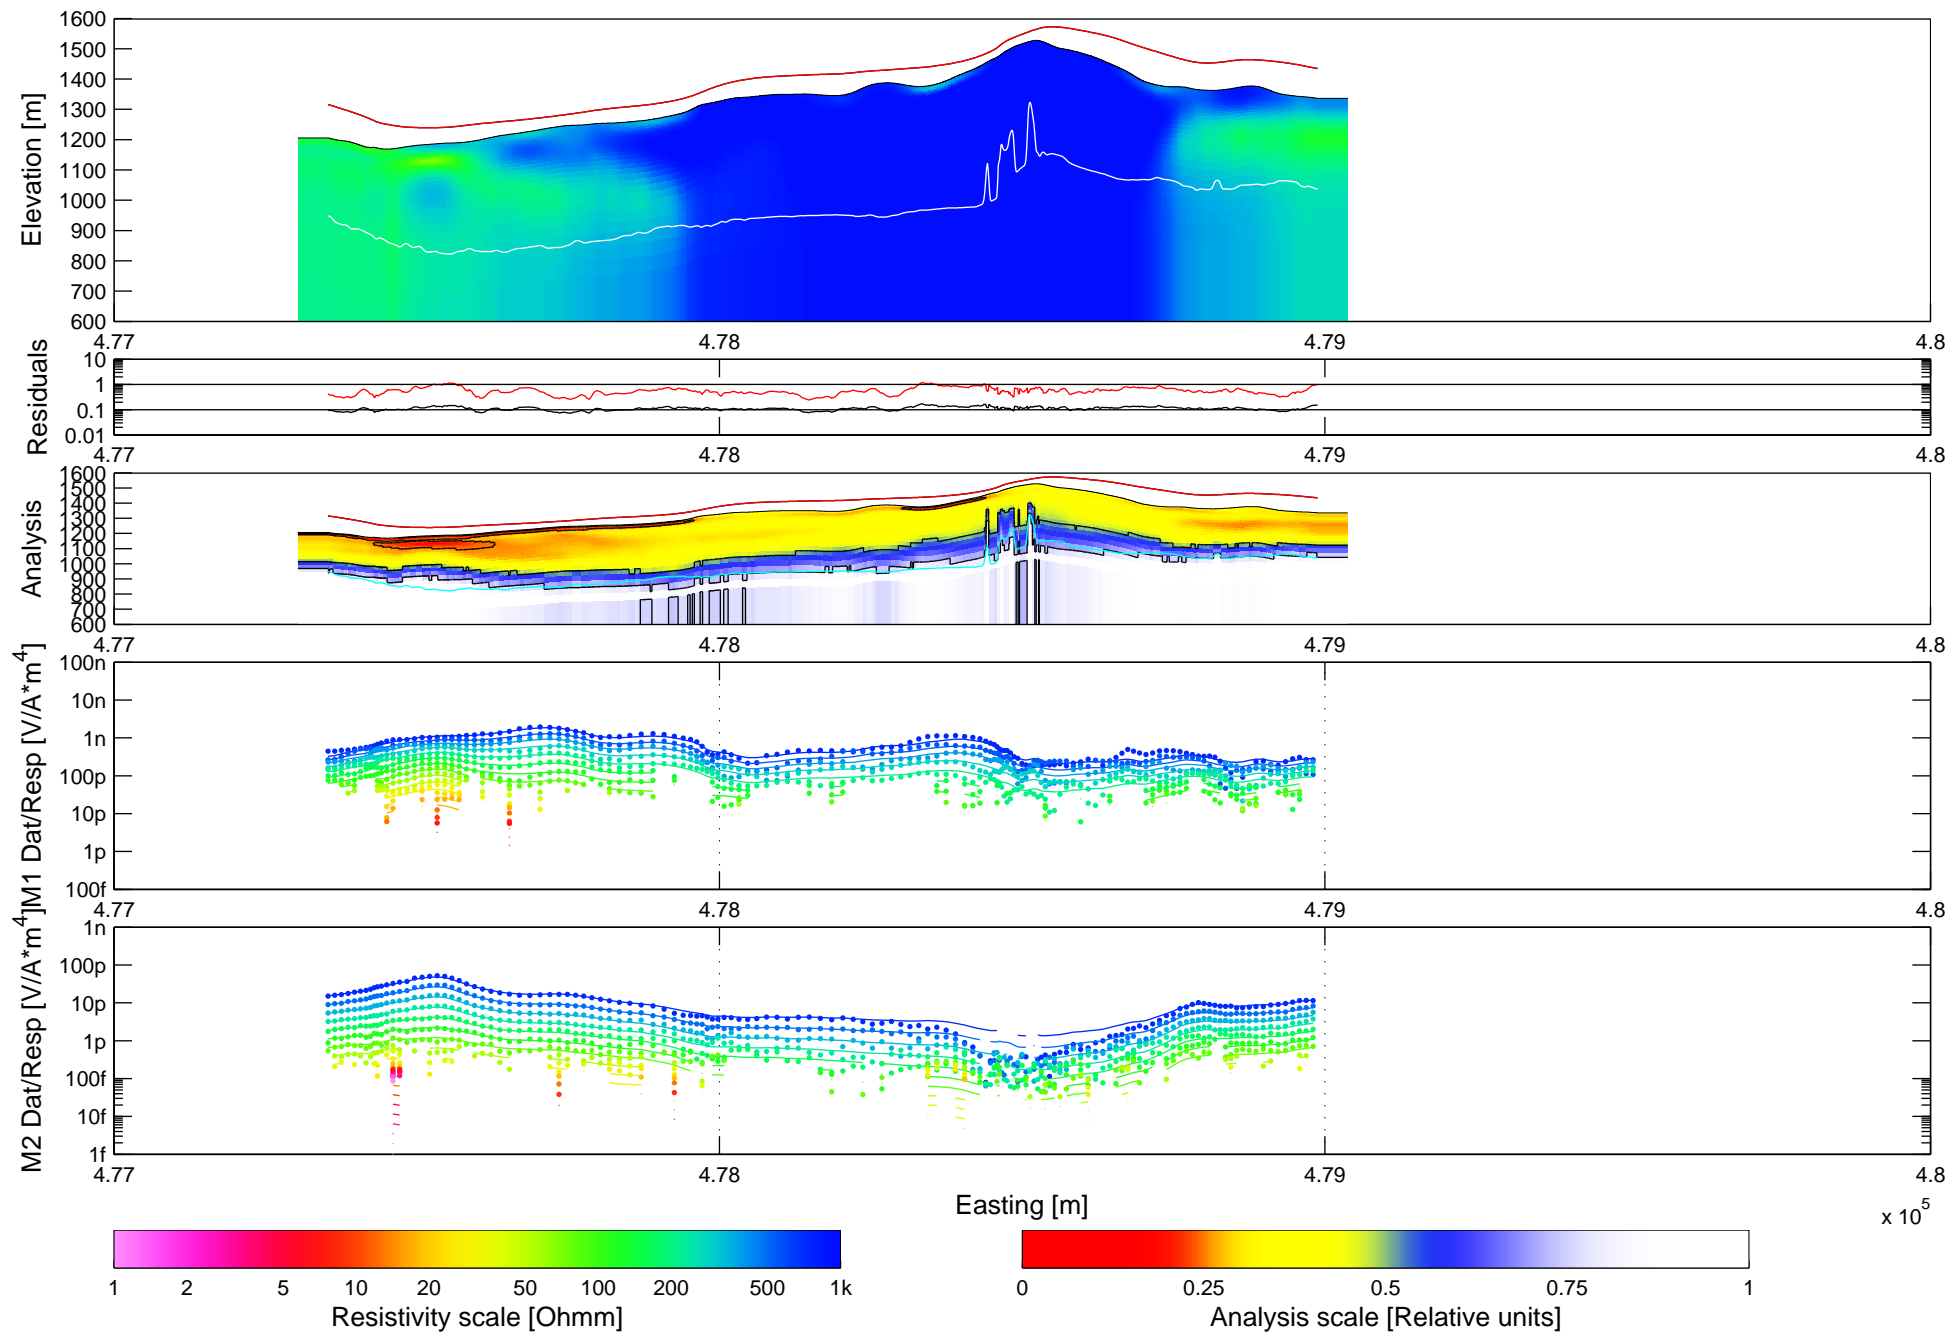 1600
1500
1400
1300
1200
1100
1000
900
800
700
600
Elevation [m]
4.77 4.78 4.79 4.8
10
1
0.1
0.01
Residuals
4.77 4.78 4.79 4.8
1600
1500
1400
1300
1200
1100
1000
900
800
700
600
Analysis
4.77 4.78 4.79 4.8
100n
10n
1n
100p
10p
1p
100f
M1 Dat/Resp [V/A*m^4]
4.77 4.78 4.79 4.8
1n
100p
10p
1p
100f
10f
1f
M2 Dat/Resp [V/A*m^4]
4.77 4.78 4.79 4.8
Easting [m]
x 10^5
1 2 5 10 20 50 100 200 500 1k
Resistivity scale [Ohmm]
0 0.25 0.5 0.75 1
Analysis scale [Relative units]